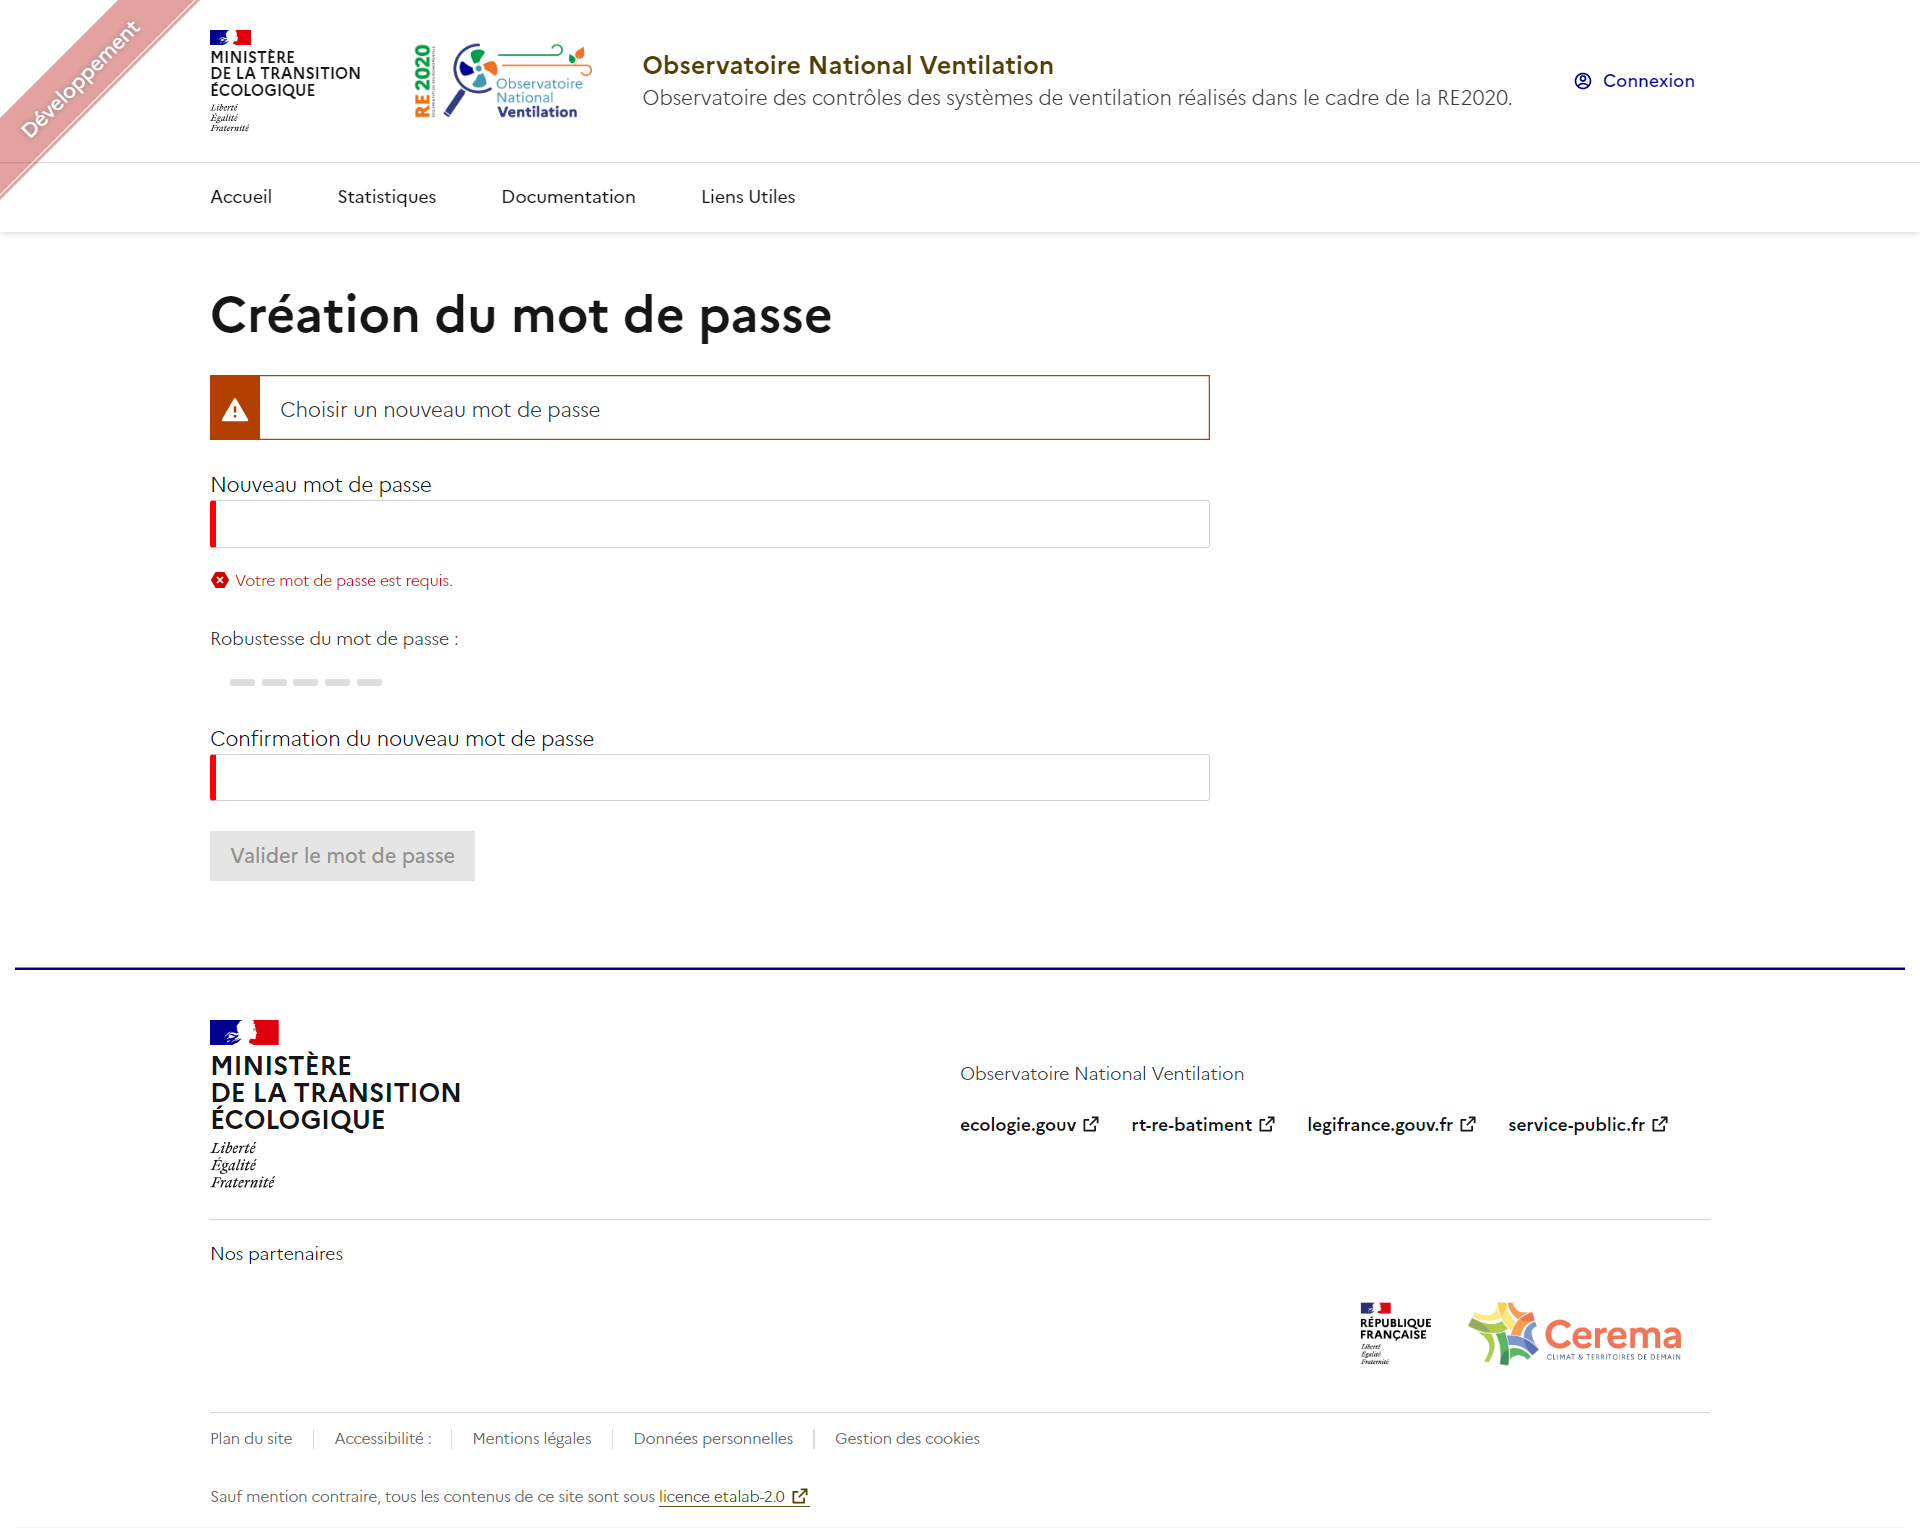 Développement
MINISTÈRE
DE LA TRANSITION
ÉCOLOGIQUE
Liberté
Égalité
Fraternité
RE 2020
Observatoire
National
Ventilation
Observatoire National Ventilation
Observatoire des contrôles des systèmes de ventilation réalisés dans le cadre de la RE2020.
Connexion
Accueil
Statistiques
Documentation
Liens Utiles
Création du mot de passe
Choisir un nouveau mot de passe
Nouveau mot de passe
Votre mot de passe est requis.
Robustesse du mot de passe :
Confirmation du nouveau mot de passe
Valider le mot de passe
MINISTÈRE
DE LA TRANSITION
ÉCOLOGIQUE
Liberté
Égalité
Fraternité
Observatoire National Ventilation
ecologie.gouv
rt-re-batiment
legifrance.gouv.fr
service-public.fr
Nos partenaires
RÉPUBLIQUE
FRANÇAISE
Liberté
Égalité
Fraternité
Cerema
CLIMAT & TERRITOIRES DE DEMAIN
Plan du site
Accessibilité :
Mentions légales
Données personnelles
Gestion des cookies
Sauf mention contraire, tous les contenus de ce site sont sous licence etalab-2.0